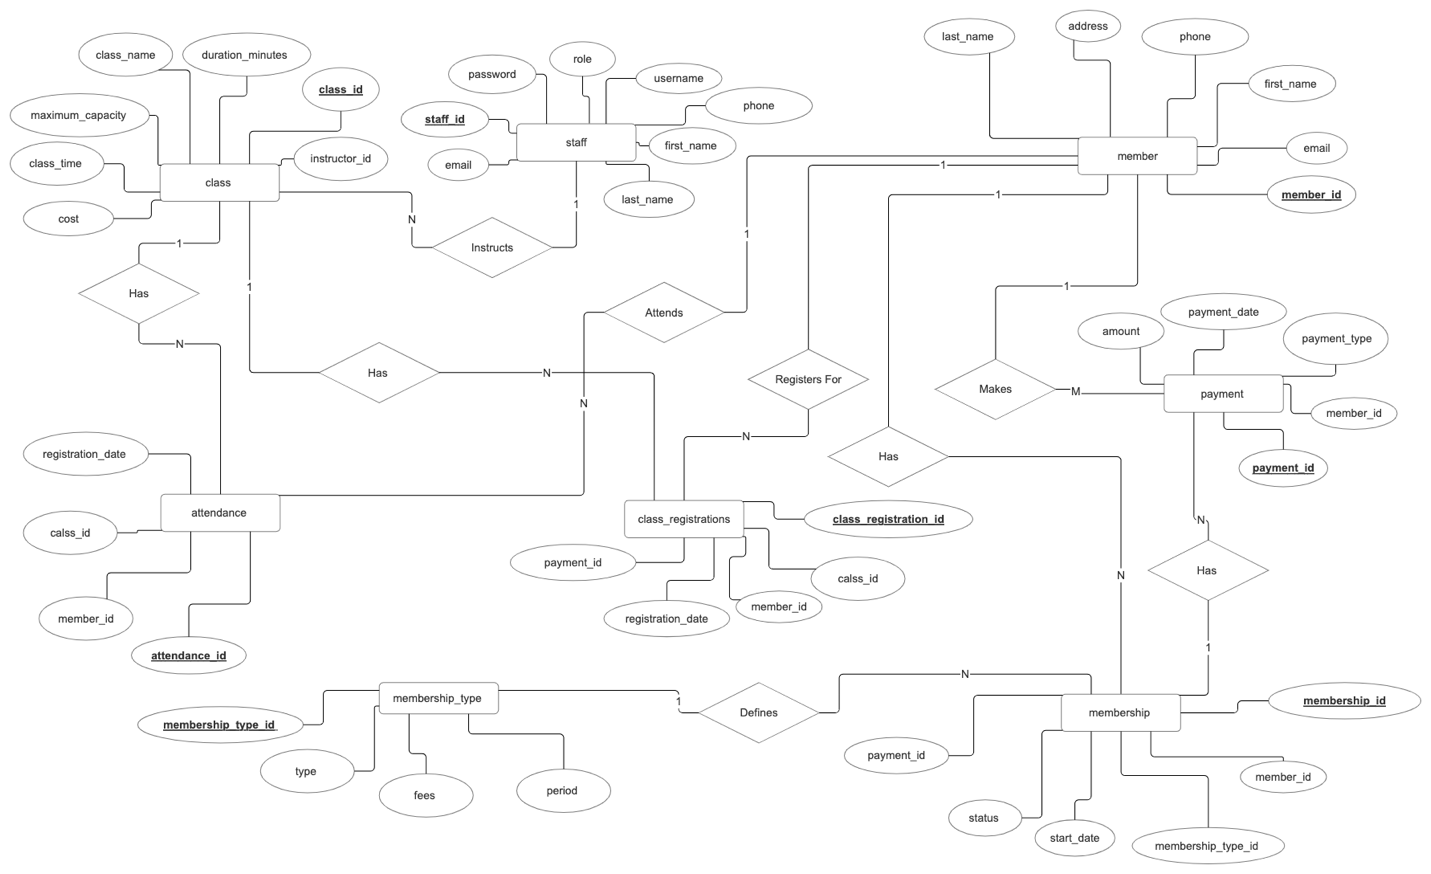 class_name
duration_minutes
class_id
maximum_capacity
class_time
instructor_id
cost
class
password
role
username
staff_id
phone
staff
first_name
email
last_name
last_name
address
phone
first_name
member
email
member_id
1
1
N
1
Instructs
1
1
Has
1
1
Attends
payment_date
amount
payment_type
N
Has
N
N
Registers For
Makes
M
payment
member_id
payment_id
N
Has
registration_date
attendance
calss_id
member_id
attendance_id
class_registrations
class_registration_id
payment_id
calss_id
registration_date
member_id
N
N
Has
1
membership_type
membership_type_id
type
fees
period
1
Defines
N
membership
membership_id
payment_id
member_id
status
start_date
membership_type_id